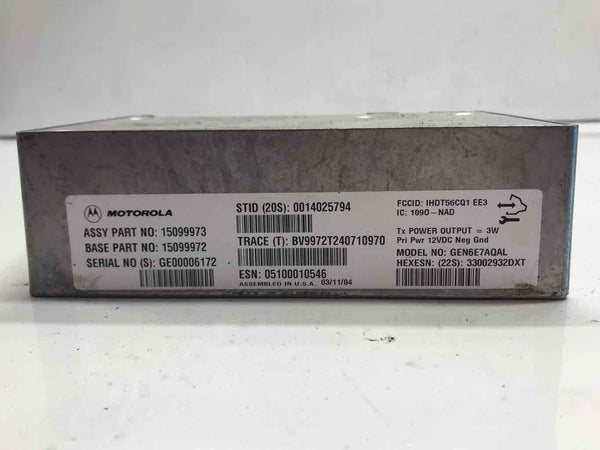 MOTOROLA
ASSY PART NO: 15099973
BASE PART NO: 15099972
SERIAL NO (S): GE00006172
STID (20S): 0014025794
TRACE (T): BV9972T240710970
ESN: 05100010546
ASSEMBLED IN U.S.A. 03/11/04
FCCID: IHDT56CQ1 EE3
IC: 109O-NAD
Tx POWER OUTPUT = 3W
Pri Pwr 12VDC Neg Gnd
MODEL NO: GEN6E7AQAL
HEXESN: (22S): 33002932DXT